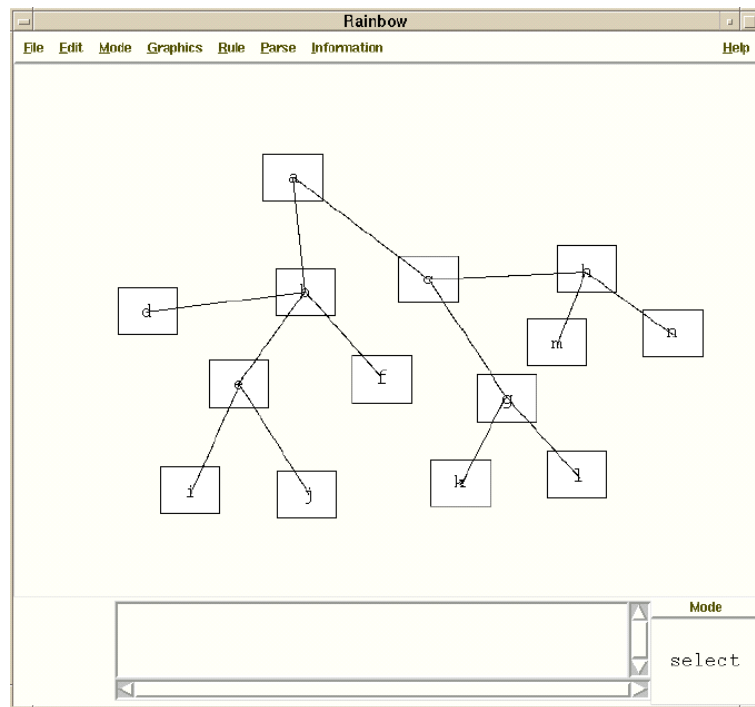 Rainbow
File Edit Mode Graphics Rule Parse Information Help
a
b
c
h
d
m
n
e
f
g
i
j
k
l
Mode
select